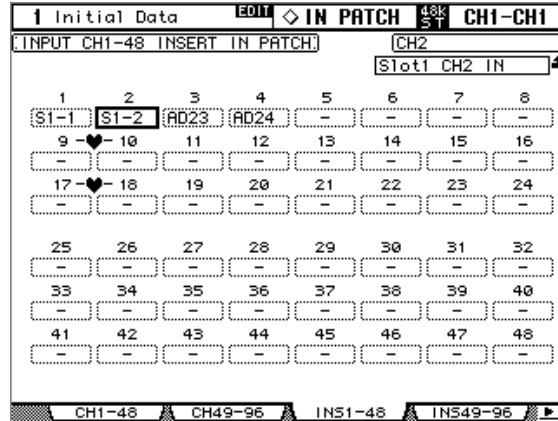 1 Initial Data EDIT ◇ IN PATCH 48K ST CH1-CH1
INPUT CH1-48 INSERT IN PATCH CH2
Slot1 CH2 IN
1 2 3 4 5 6 7 8
S1-1 S1-2 AD23 AD24 - - - -
9 -♥- 10 11 12 13 14 15 16
- - - - - - - -
17 -♥- 18 19 20 21 22 23 24
- - - - - - - -
25 26 27 28 29 30 31 32
- - - - - - - -
33 34 35 36 37 38 39 40
- - - - - - - -
41 42 43 44 45 46 47 48
- - - - - - - -
CH1-48 CH49-96 INS1-48 INS49-96